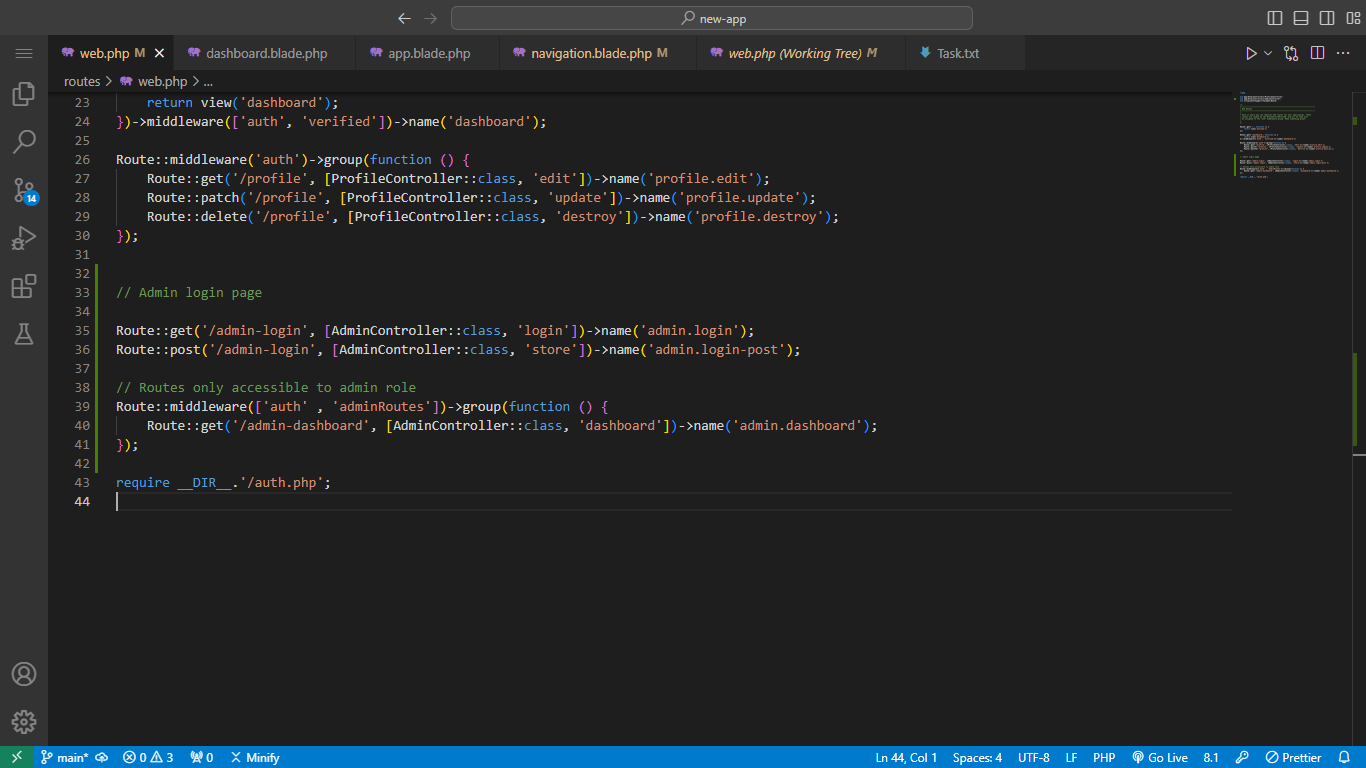 new-app
web.php M
dashboard.blade.php
app.blade.php
navigation.blade.php M
web.php (Working Tree) M
Task.txt
routes > web.php > ...
23 return view('dashboard');
24 })->middleware(['auth', 'verified'])->name('dashboard');
25
26 Route::middleware('auth')->group(function () {
27 Route::get('/profile', [ProfileController::class, 'edit'])->name('profile.edit');
28 Route::patch('/profile', [ProfileController::class, 'update'])->name('profile.update');
29 Route::delete('/profile', [ProfileController::class, 'destroy'])->name('profile.destroy');
30 });
31
32
33 // Admin login page
34
35 Route::get('/admin-login', [AdminController::class, 'login'])->name('admin.login');
36 Route::post('/admin-login', [AdminController::class, 'store'])->name('admin.login-post');
37
38 // Routes only accessible to admin role
39 Route::middleware(['auth' , 'adminRoutes'])->group(function () {
40 Route::get('/admin-dashboard', [AdminController::class, 'dashboard'])->name('admin.dashboard');
41 });
42
43 require __DIR__.'/auth.php';
44
14
main* 0 3 0 Minify Ln 44, Col 1 Spaces: 4 UTF-8 LF PHP Go Live 8.1 Prettier